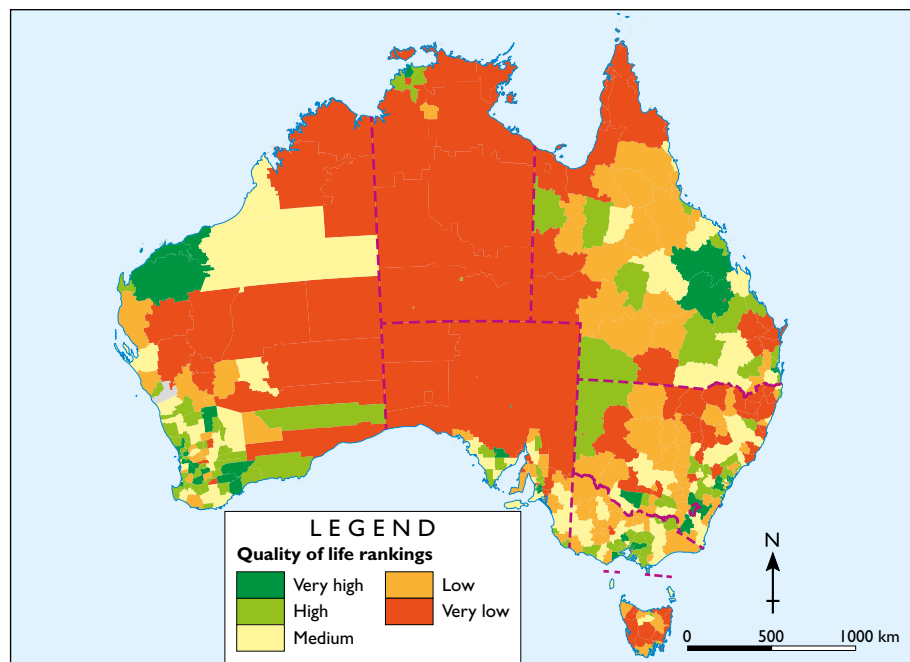 N
LEGEND
Quality of life rankings
Very high
Low
High
Very low
Medium
0 500 1000 km